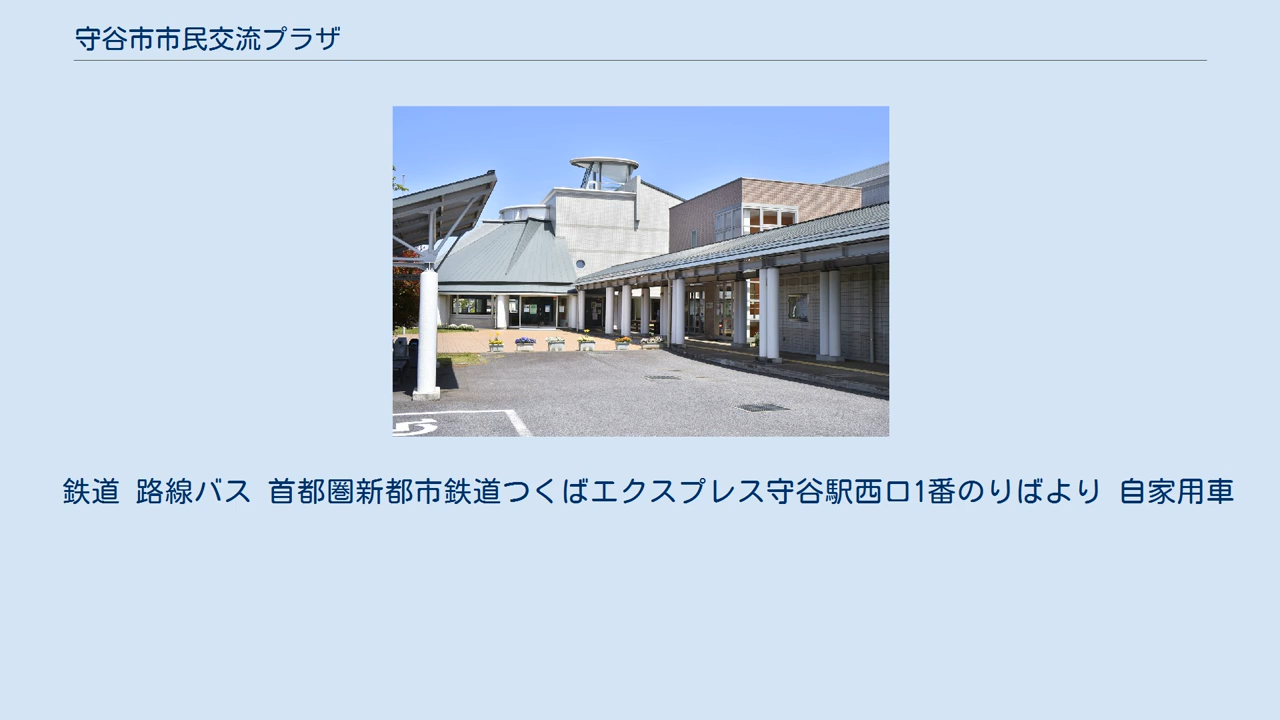 守谷市市民交流プラザ
鉄道 路線バス 首都圏新都市鉄道つくばエクスプレス守谷駅西口1番のりばより 自家用車